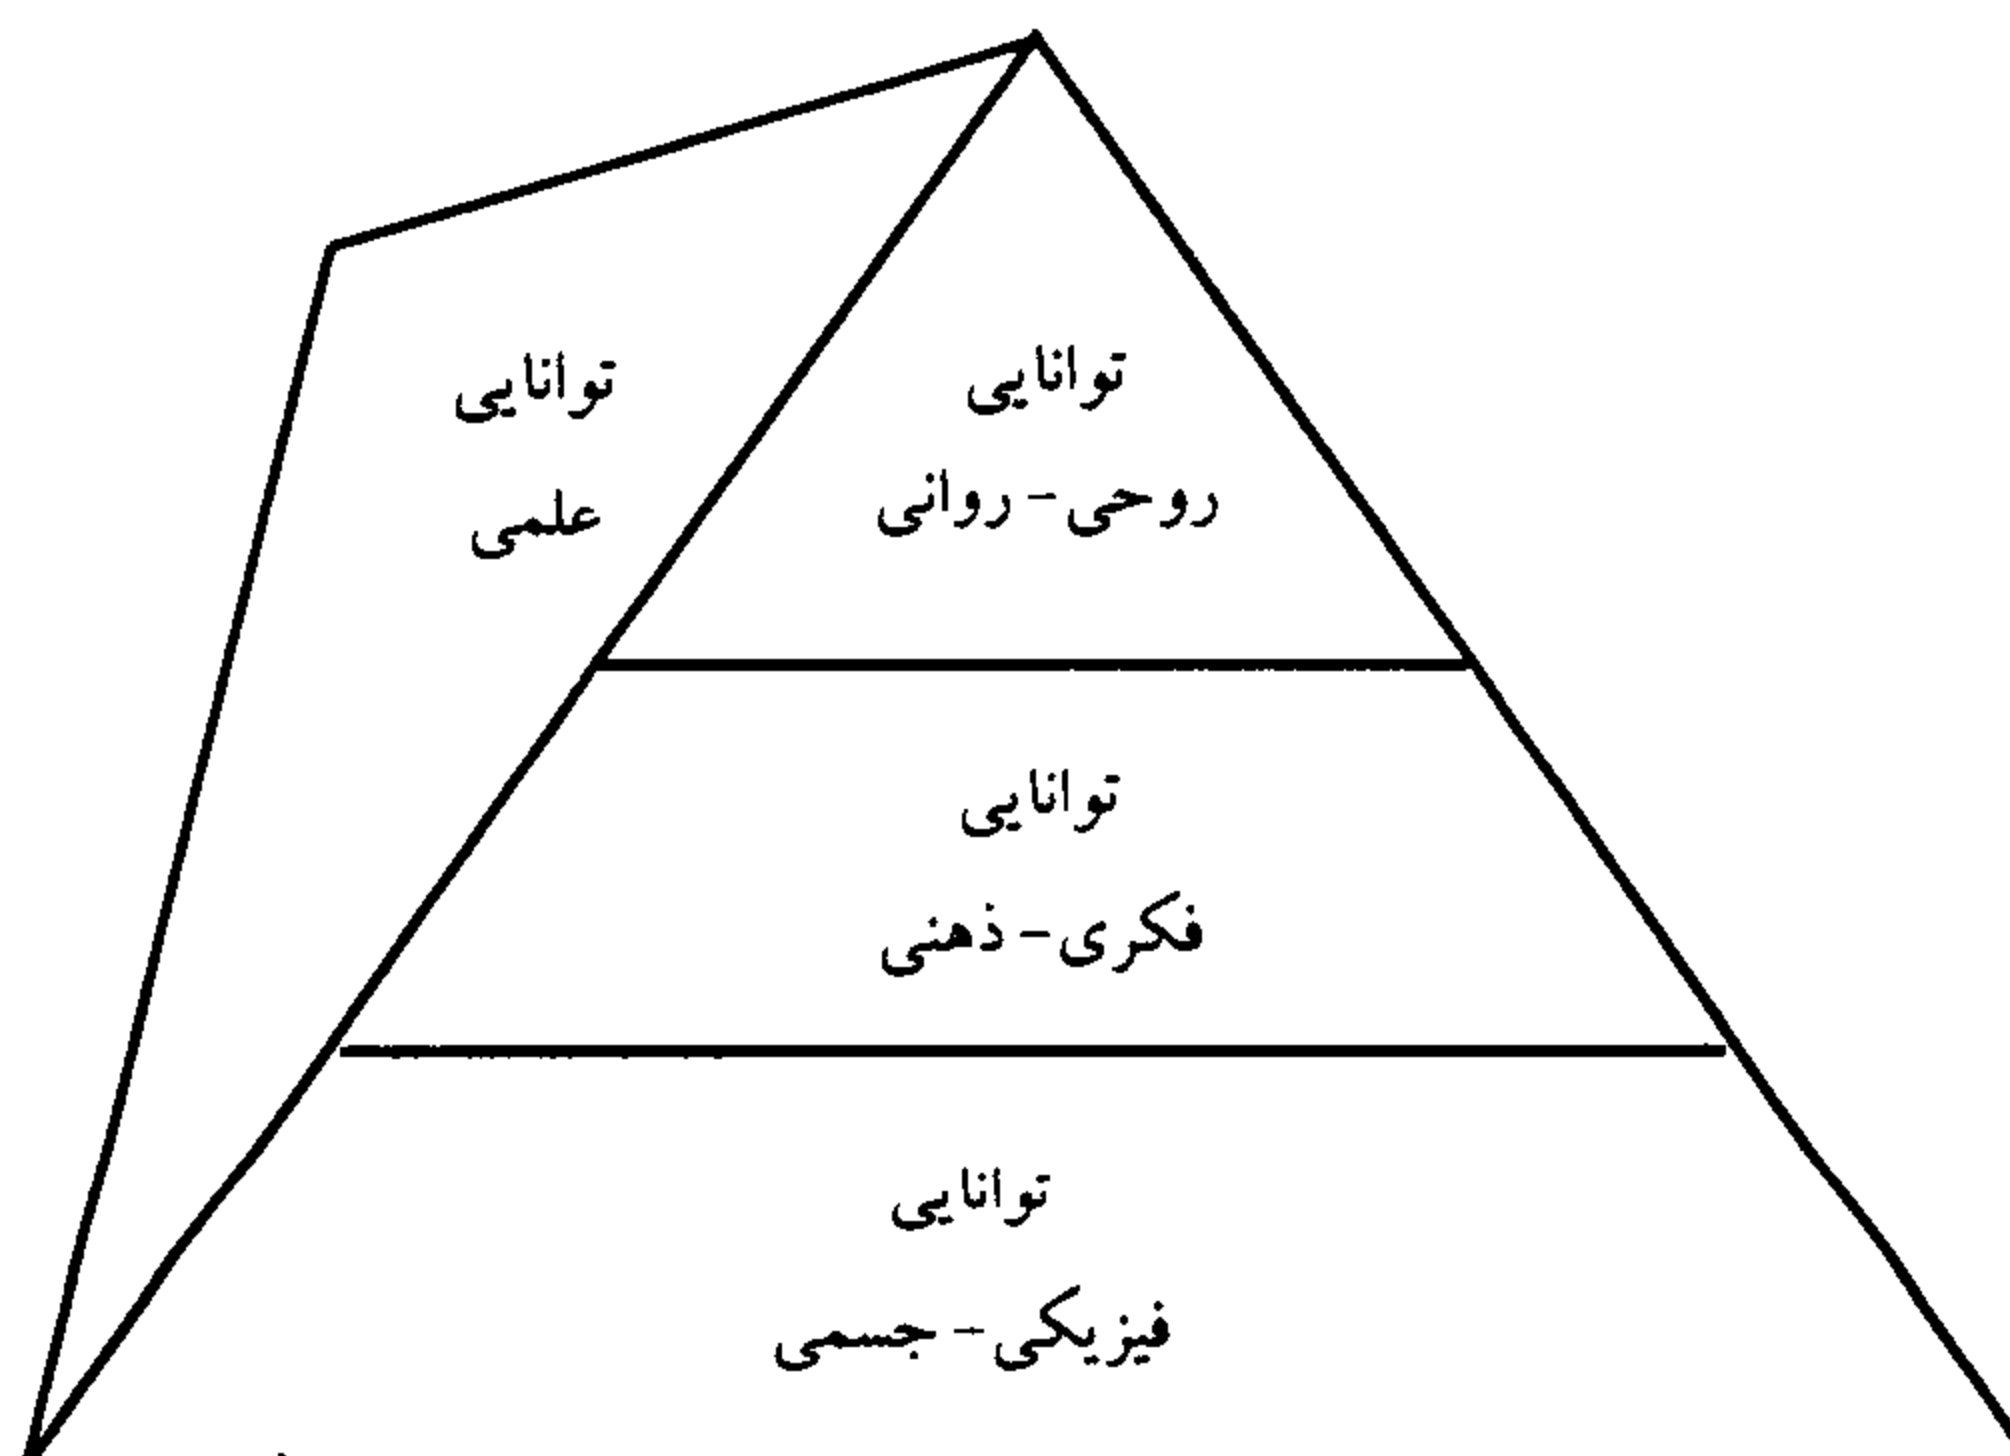 توانایی
روحی - روانی
توانایی
علمی
توانایی
فکری - ذهنی
توانایی
فیزیکی - جسمی